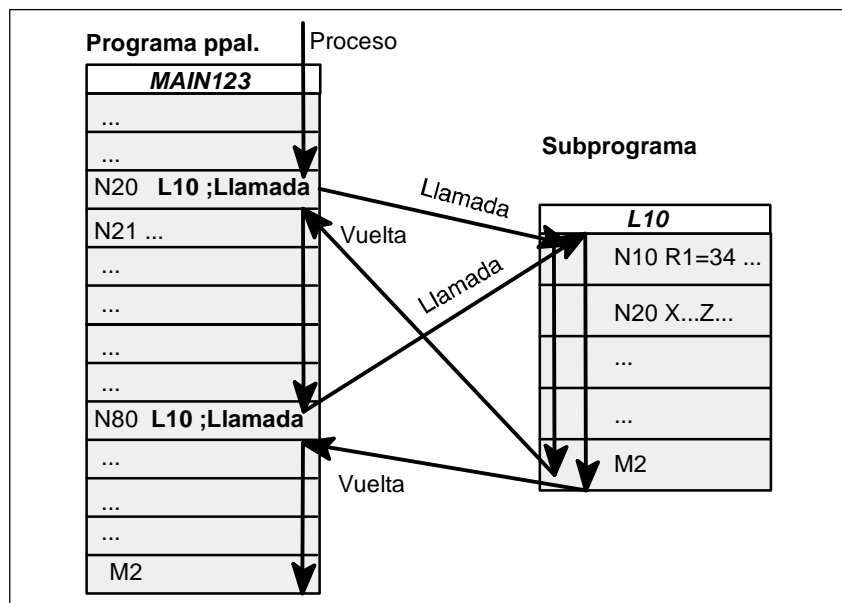 Programa ppal.
Proceso
MAIN123
...
...
N20 L10 ;Llamada
N21 ...
...
...
...
...
N80 L10 ;Llamada
...
...
...
M2
Llamada
Vuelta
Llamada
Vuelta
Subprograma
L10
N10 R1=34 ...
N20 X...Z...
...
...
M2